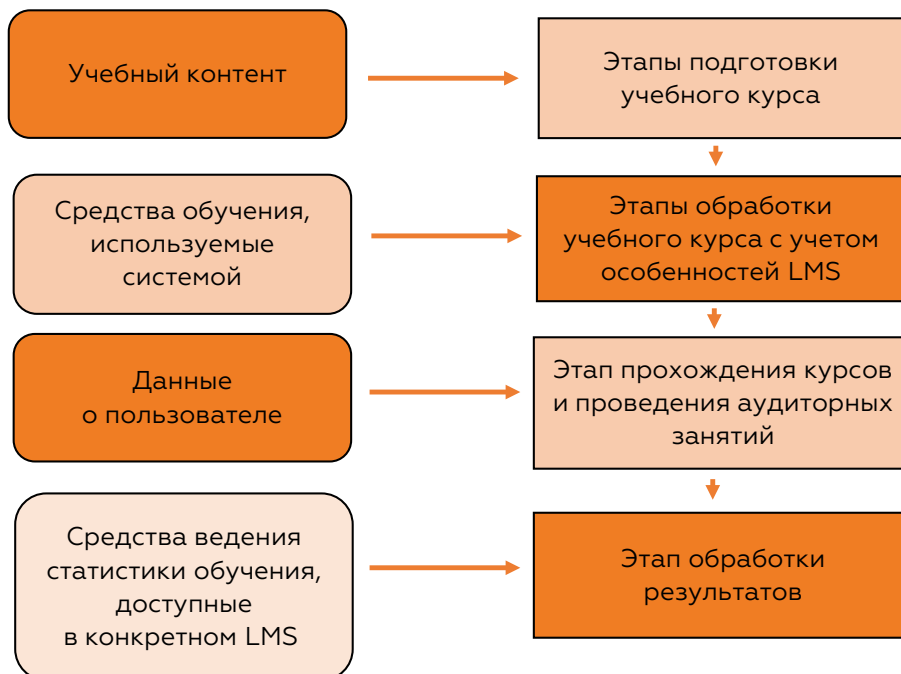 Учебный контент
Этапы подготовки
учебного курса
Средства обучения,
используемые
системой
Этапы обработки
учебного курса с учетом
особенностей LMS
Данные
о пользователе
Этап прохождения курсов
и проведения аудиторных
занятий
Средства ведения
статистики обучения,
доступные
в конкретном LMS
Этап обработки
результатов